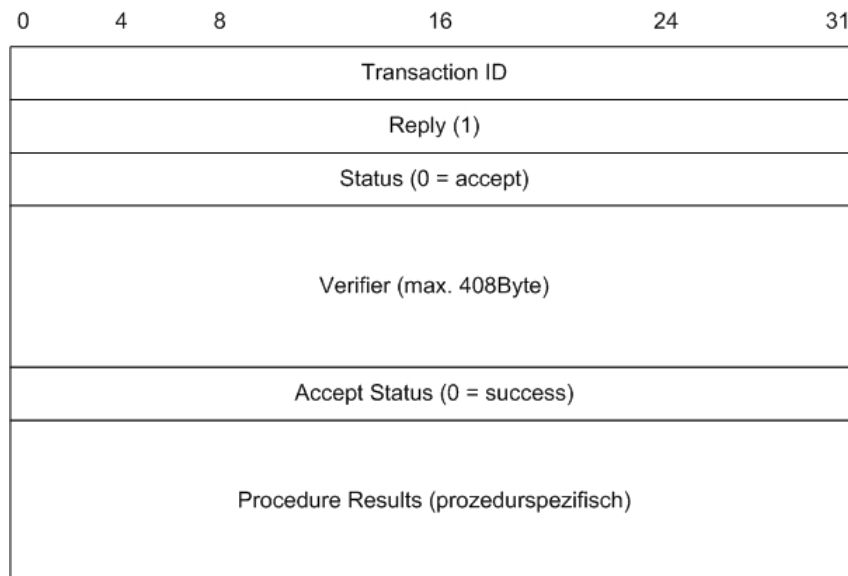 0 4 8 16 24 31
Transaction ID
Reply (1)
Status (0 = accept)
Verifier (max. 408Byte)
Accept Status (0 = success)
Procedure Results (prozedurspezifisch)